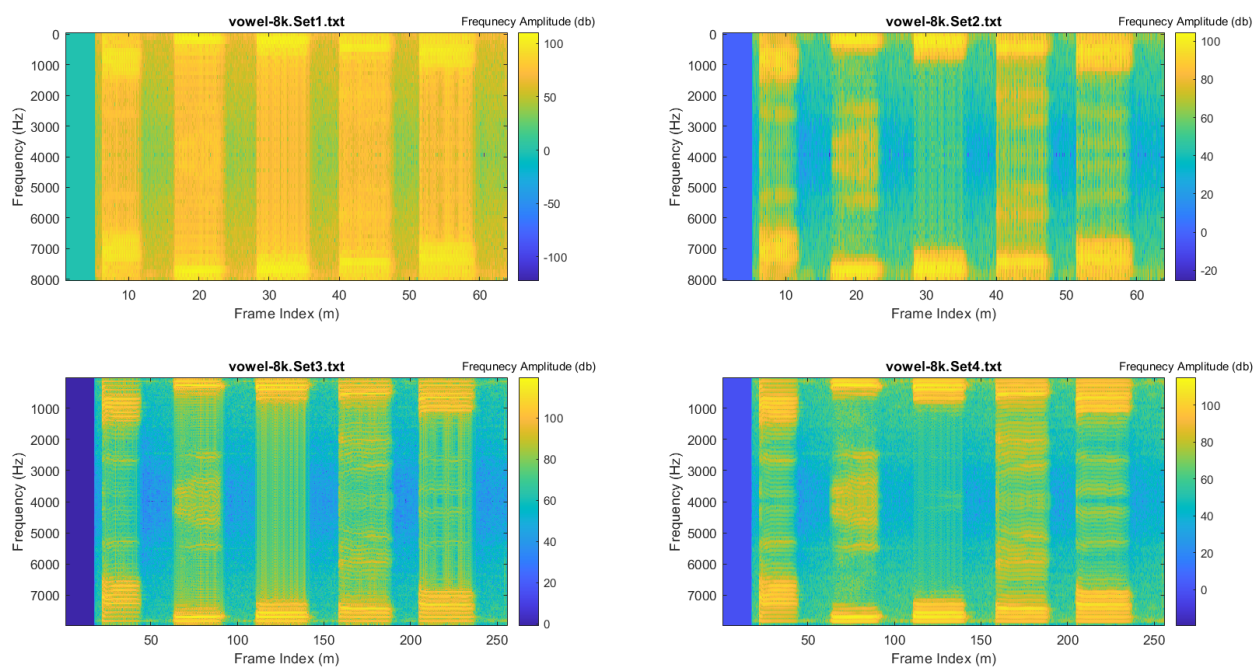 vowel-8k.Set1.txt
Frequnecy Amplitude (db)
0
1000
2000
3000
4000
5000
6000
7000
8000
Frequency (Hz)
10 20 30 40 50 60
Frame Index (m)
100
50
0
-50
-100
vowel-8k.Set2.txt
Frequnecy Amplitude (db)
0
1000
2000
3000
4000
5000
6000
7000
8000
Frequency (Hz)
10 20 30 40 50 60
Frame Index (m)
100
80
60
40
20
0
-20
vowel-8k.Set3.txt
Frequnecy Amplitude (db)
1000
2000
3000
4000
5000
6000
7000
Frequency (Hz)
50 100 150 200 250
Frame Index (m)
100
80
60
40
20
0
vowel-8k.Set4.txt
Frequnecy Amplitude (db)
1000
2000
3000
4000
5000
6000
7000
Frequency (Hz)
50 100 150 200 250
Frame Index (m)
100
80
60
40
20
0